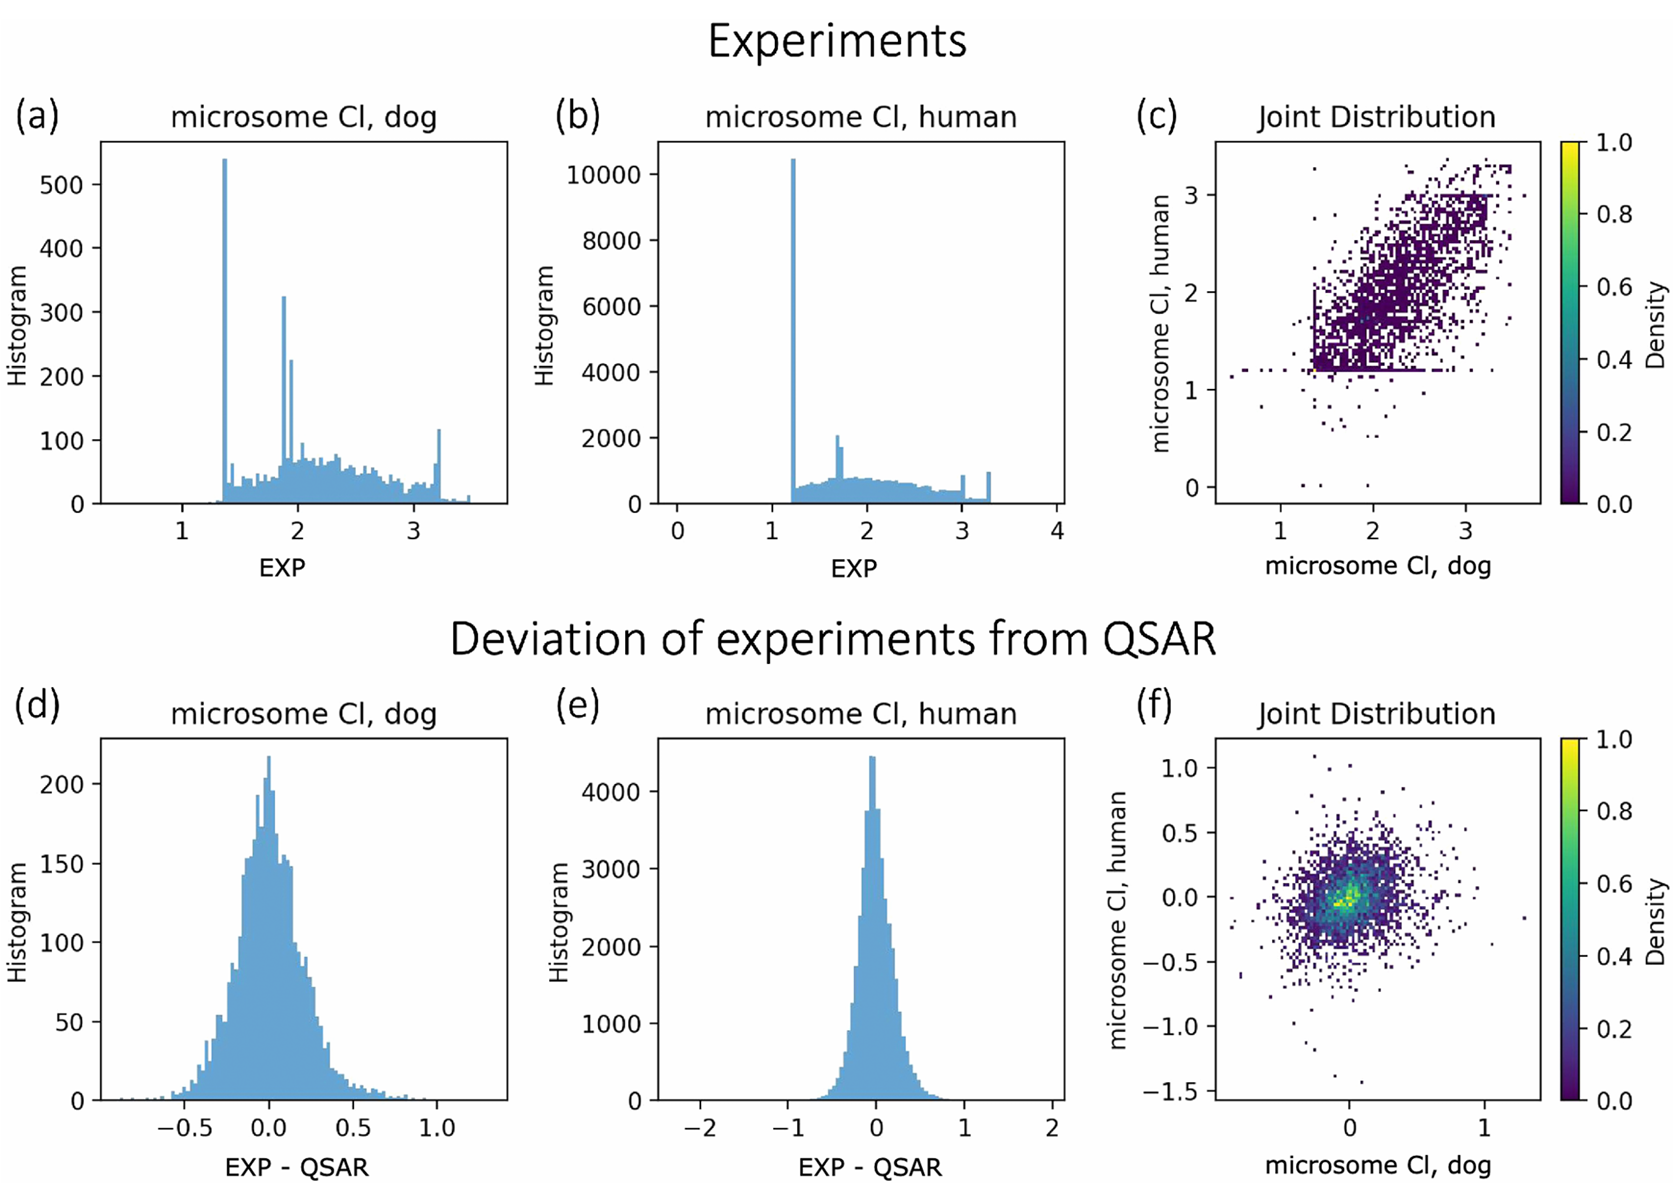 Experiments
(a)
microsome Cl, dog
Histogram
500
400
300
200
100
0
1
2
3
EXP
(b)
microsome Cl, human
Histogram
10000
8000
6000
4000
2000
0
0
1
2
3
4
EXP
(c)
Joint Distribution
microsome Cl, human
3
2
1
0
1
2
3
microsome Cl, dog
1.0
0.8
0.6
0.4
0.2
0.0
Density
Deviation of experiments from QSAR
(d)
microsome Cl, dog
Histogram
200
150
100
50
0
−0.5
0.0
0.5
1.0
EXP - QSAR
(e)
microsome Cl, human
Histogram
4000
3000
2000
1000
0
−2
−1
0
1
2
EXP - QSAR
(f)
Joint Distribution
microsome Cl, human
1.0
0.5
0.0
−0.5
−1.0
−1.5
0
1
microsome Cl, dog
1.0
0.8
0.6
0.4
0.2
0.0
Density